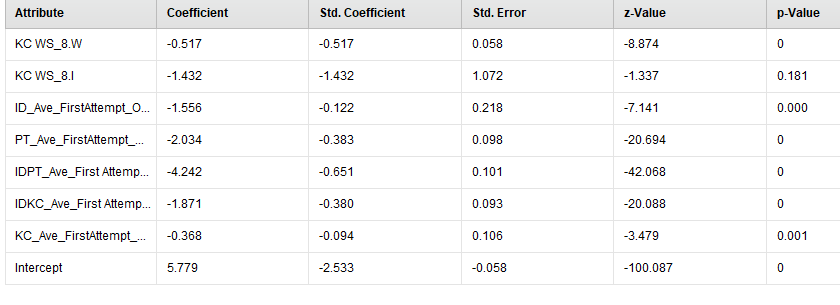 Attribute Coefficient Std. Coefficient Std. Error z-Value p-Value
KC WS_8.W -0.517 -0.517 0.058 -8.874 0
KC WS_8.I -1.432 -1.432 1.072 -1.337 0.181
ID_Ave_FirstAttempt_O... -1.556 -0.122 0.218 -7.141 0.000
PT_Ave_FirstAttempt_... -2.034 -0.383 0.098 -20.694 0
IDPT_Ave_First Attemp... -4.242 -0.651 0.101 -42.068 0
IDKC_Ave_First Attemp... -1.871 -0.380 0.093 -20.088 0
KC_Ave_FirstAttempt_... -0.368 -0.094 0.106 -3.479 0.001
Intercept 5.779 -2.533 -0.058 -100.087 0